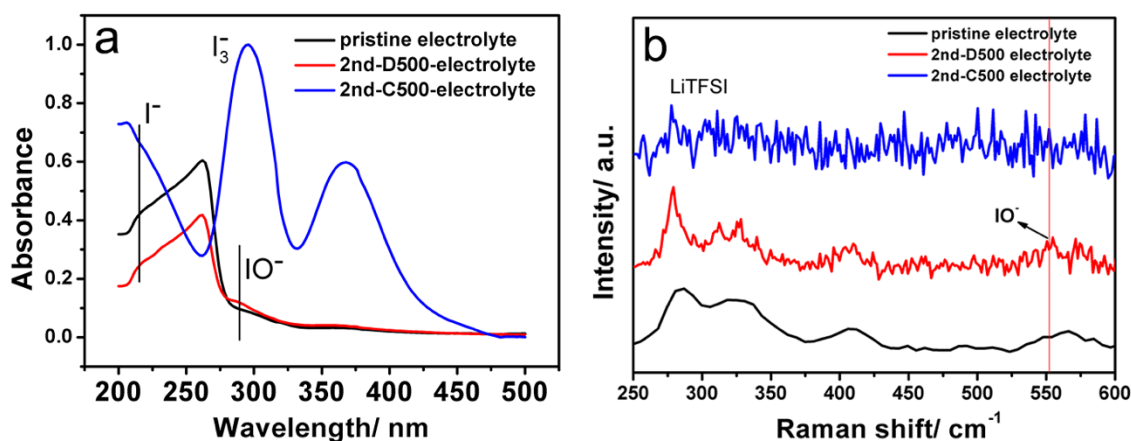 a
I₃⁻
pristine electrolyte
2nd-D500-electrolyte
2nd-C500-electrolyte
I⁻
IO⁻
Absorbance
1.0
0.8
0.6
0.4
0.2
0.0
200 250 300 350 400 450 500
Wavelength/ nm
b
pristine electrolyte
2nd-D500 electrolyte
2nd-C500 electrolyte
LiTFSI
IO⁻
Intensity/ a.u.
250 300 350 400 450 500 550 600
Raman shift/ cm⁻¹